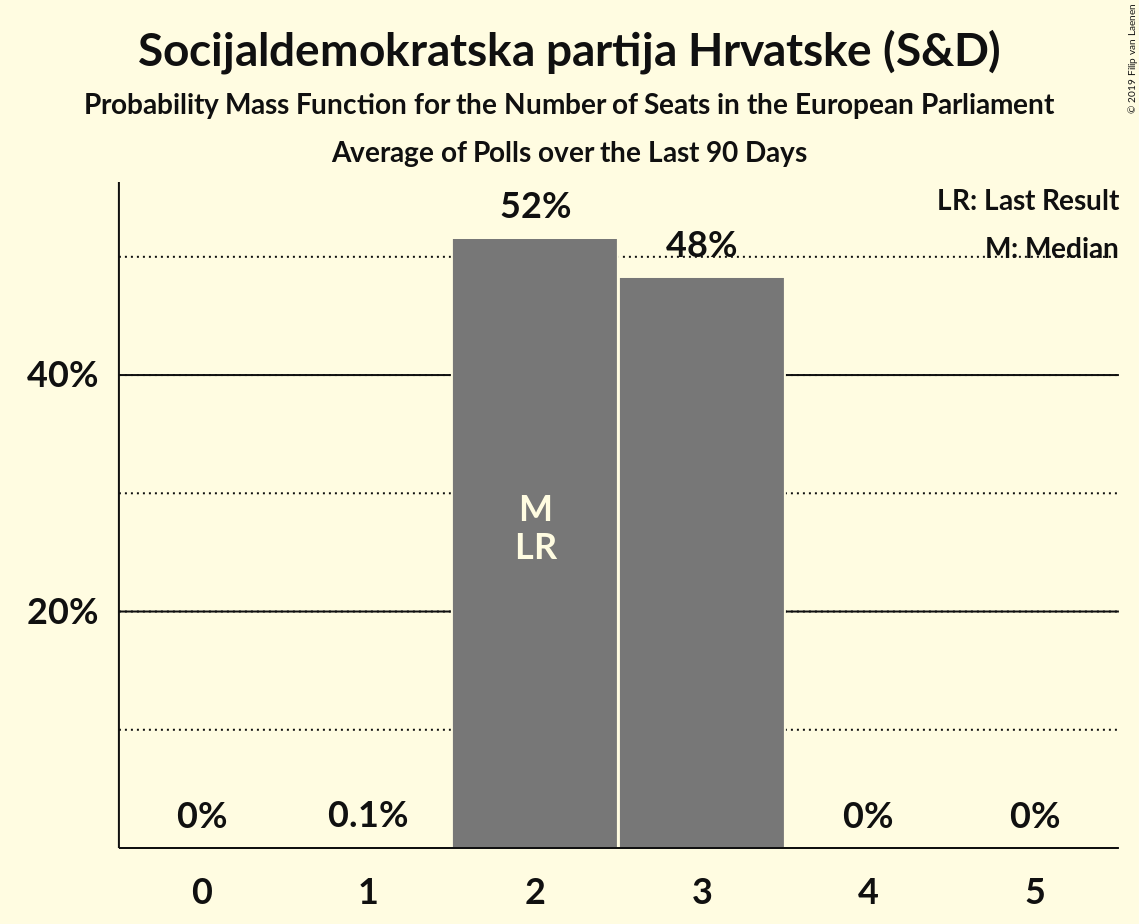 Socijaldemokratska partija Hrvatske (S&D)
Probability Mass Function for the Number of Seats in the European Parliament
Average of Polls over the Last 90 Days
© 2019 Filip van Laenen
LR: Last Result
M: Median
52%
48%
40%
20%
M
LR
0%
0.1%
0%
0%
0
1
2
3
4
5